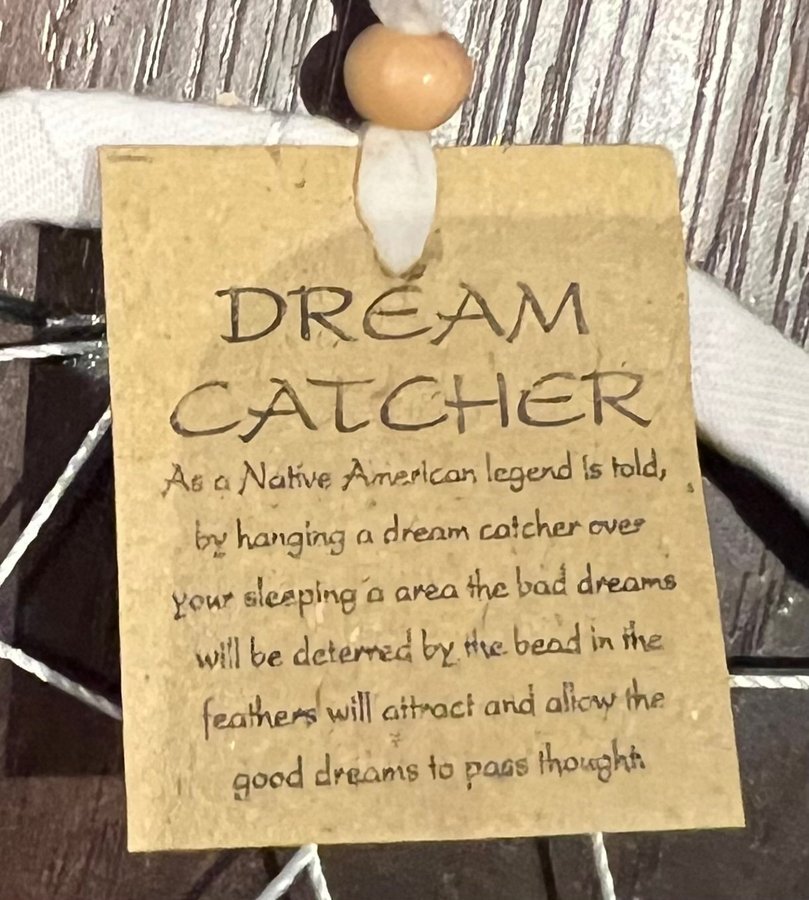 DREAM
CATCHER
As a Native American legend is told,
by hanging a dream catcher over
your sleeping a area the bad dreams
will be deterred by the bead in the
feathers will attract and allow the
good dreams to pass thought